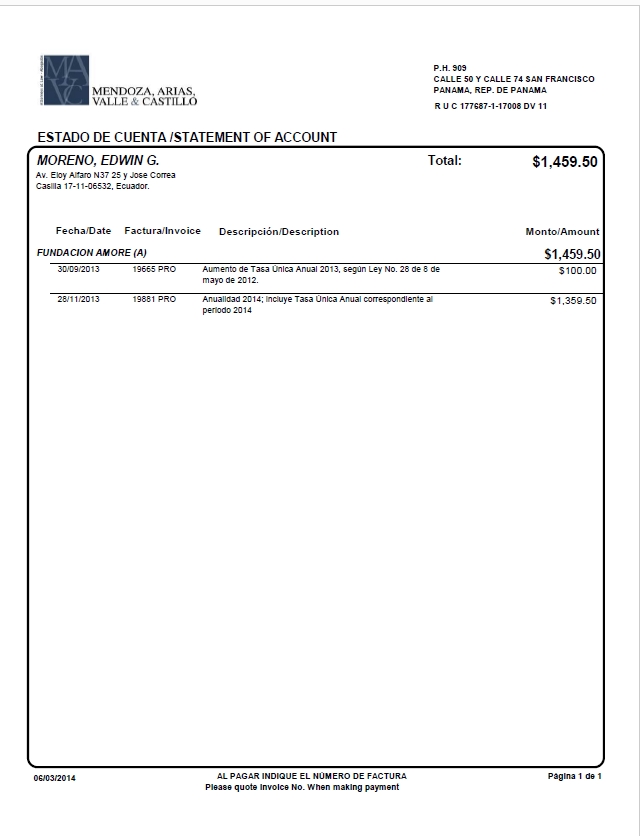 MENDOZA, ARIAS,
VALLE & CASTILLO
P.H. 909
CALLE 50 Y CALLE 74 SAN FRANCISCO
PANAMA, REP. DE PANAMA
R U C 177687-1-17008 DV 11
ESTADO DE CUENTA /STATEMENT OF ACCOUNT
MORENO, EDWIN G. Total: $1,459.50
Av. Eloy Alfaro N37 25 y Jose Correa
Casilla 17-11-06532, Ecuador.
Fecha/Date Factura/Invoice Descripción/Description Monto/Amount
FUNDACION AMORE (A) $1,459.50
30/09/2013 19665 PRO Aumento de Tasa Única Anual 2013, según Ley No. 28 de 8 de $100.00
mayo de 2012.
28/11/2013 19881 PRO Anualidad 2014; Incluye Tasa Única Anual correspondiente al $1,359.50
período 2014
06/03/2014 AL PAGAR INDIQUE EL NÚMERO DE FACTURA Página 1 de 1
Please quote Invoice No. When making payment